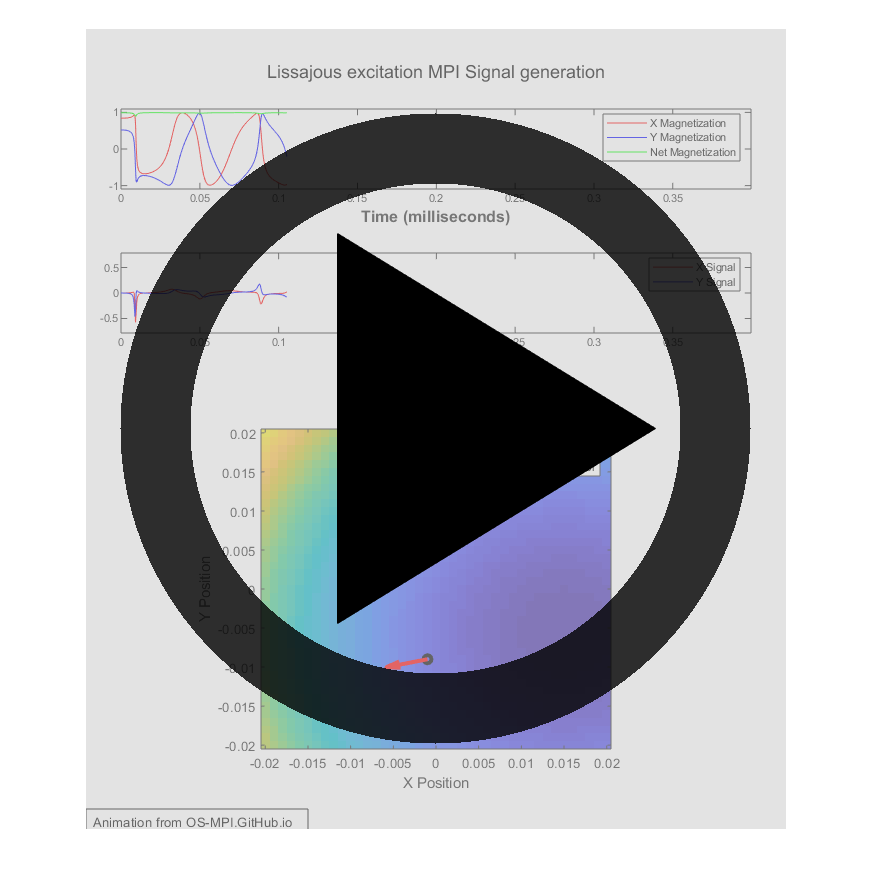 Lissajous excitation MPI Signal generation
1
0
-1
X Magnetization
Y Magnetization
Net Magnetization
0 0.05 0.1 0.15 0.2 0.25 0.3 0.35
Time (milliseconds)
0.5
0
-0.5
X Signal
Y Signal
0 0.05 0.1 0.25 0.3 0.35
0.02
0.015
0.01
0.005
0
-0.005
-0.01
-0.015
-0.02
Y Position
-0.02 -0.015 -0.01 -0.005 0 0.005 0.01 0.015 0.02
X Position
Animation from OS-MPI.GitHub.io